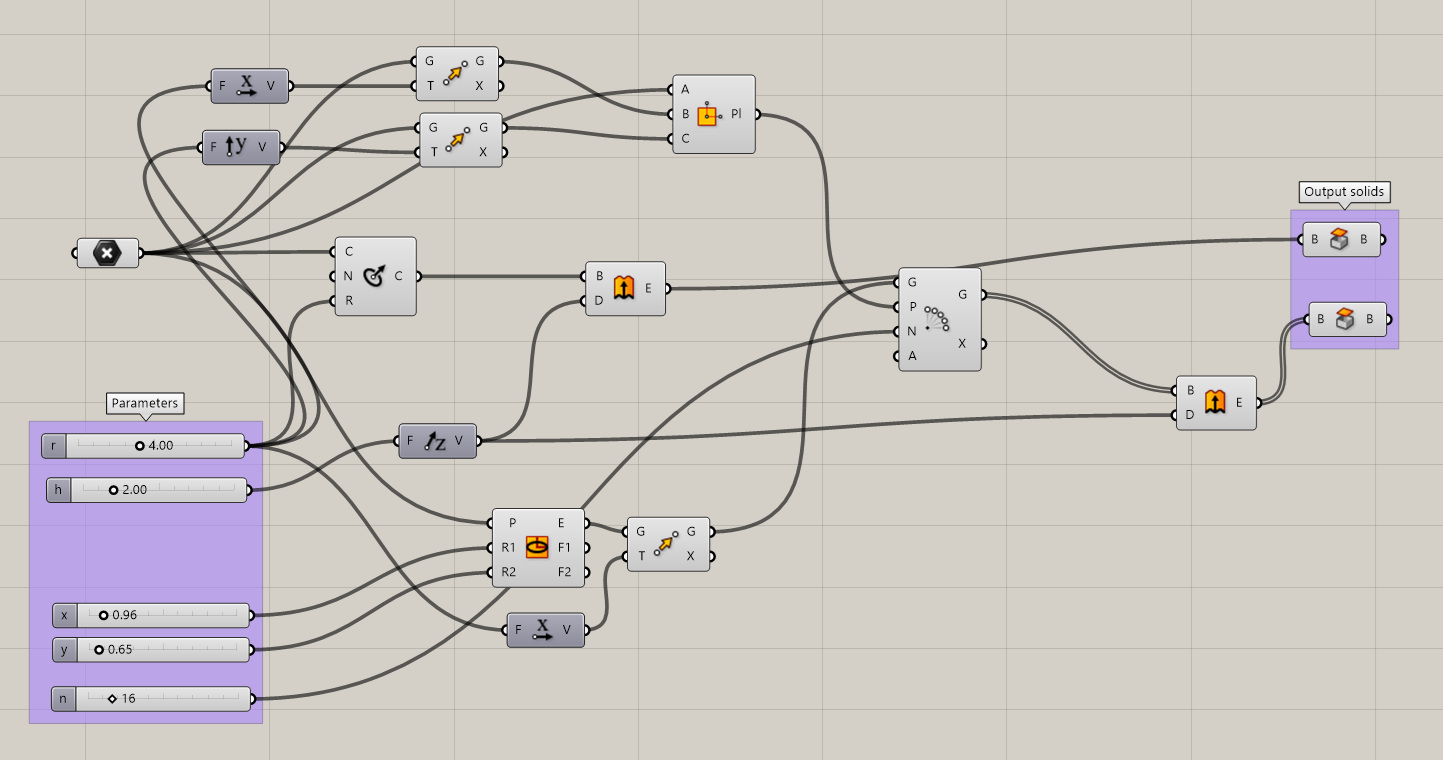 G G
T X
F X V
A
B Pl
C
G G
T X
F y V
Output solids
B B
C
N C
R
B E
D
G
P G
N
A X
B B
B E
D
Parameters
r 4.00
F Z V
h 2.00
P E
R1 F1
R2 F2
G G
T X
x 0.96
F X V
y 0.65
n 16